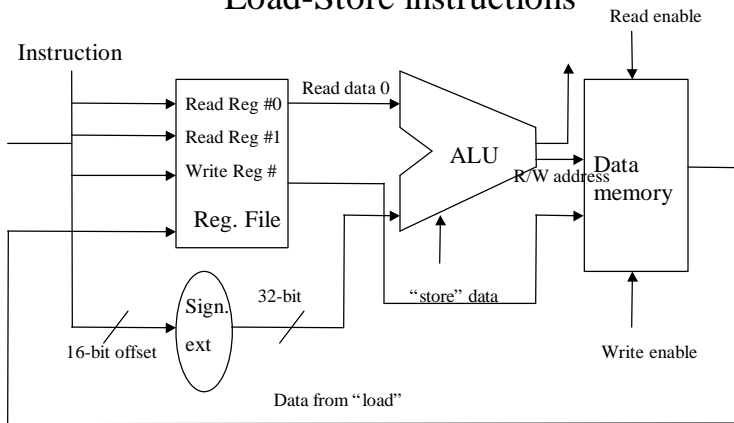 Load-Store instructions
Read enable
Instruction
Read data 0
Read Reg #0
Read Reg #1
ALU
Write Reg #
Data
R/W address
memory
Reg. File
Sign.
32-bit
“store” data
ext
16-bit offset
Write enable
Data from “load”